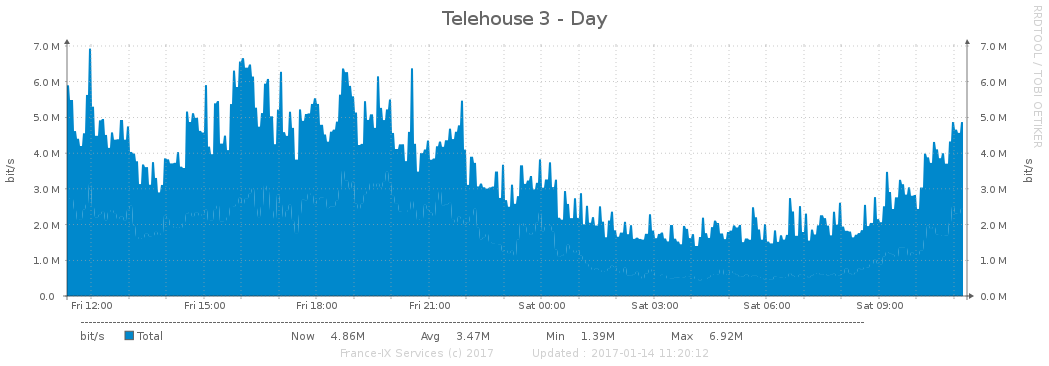 Telehouse 3 - Day
RRDTOOL / TOBI OETIKER
7.0 M 7.0 M
6.0 M 6.0 M
5.0 M 5.0 M
4.0 M 4.0 M
3.0 M 3.0 M
2.0 M 2.0 M
1.0 M 1.0 M
0.0 0.0 M
bit/s bit/s
Fri 12:00 Fri 15:00 Fri 18:00 Fri 21:00 Sat 00:00 Sat 03:00 Sat 06:00 Sat 09:00
bit/s Total Now 4.86M Avg 3.47M Min 1.39M Max 6.92M
France-IX Services (c) 2017 Updated : 2017-01-14 11:20:12